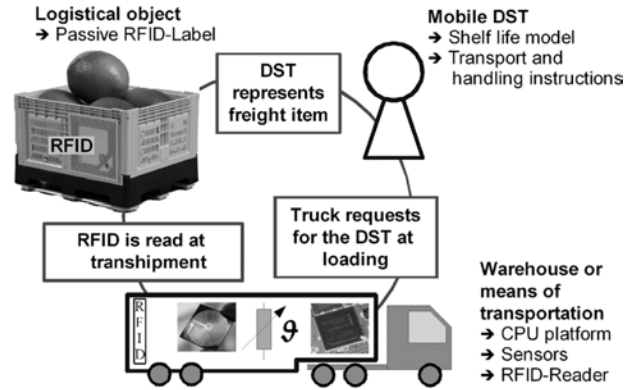 Logistical object
→ Passive RFID-Label
RFID
DST
represents
freight item
Mobile DST
→ Shelf life model
→ Transport and
handling instructions
RFID is read at
transhipment
Truck requests
for the DST at
loading
RFID
ϑ
Warehouse or
means of
transportation
→ CPU platform
→ Sensors
→ RFID-Reader